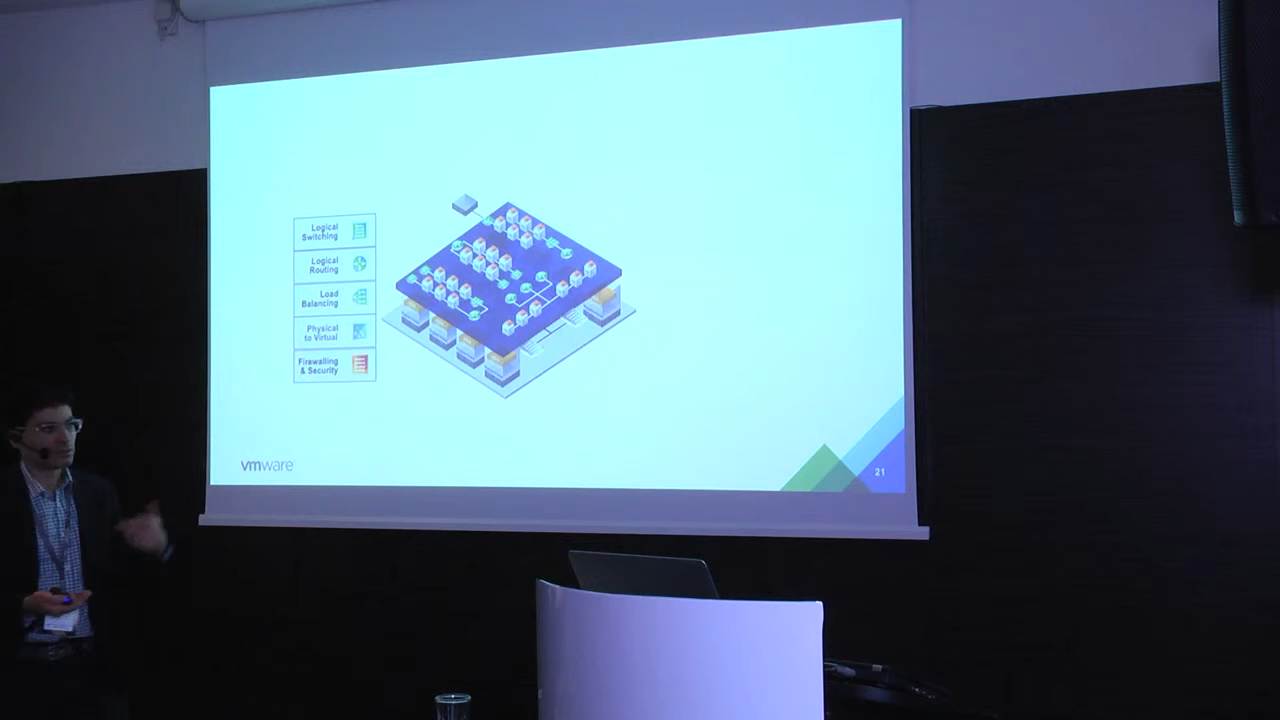 Logical
Switching
Logical
Routing
Load
Balancing
Physical
to Virtual
Firewalling
& Security
vmware
21